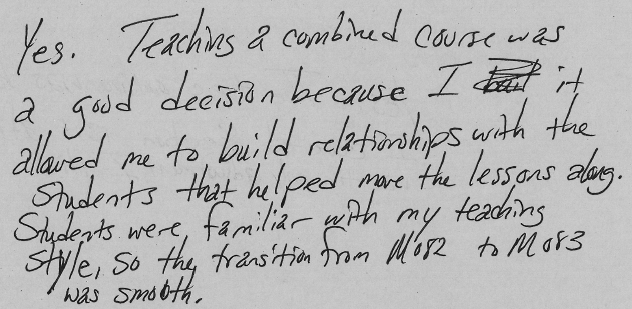 Yes. Teaching a combined course was
a good decision because I it
allowed me to build relationships with the
students that helped move the lessons along.
Students were familiar with my teaching
style, so the transition from M082 to M083
was smooth.